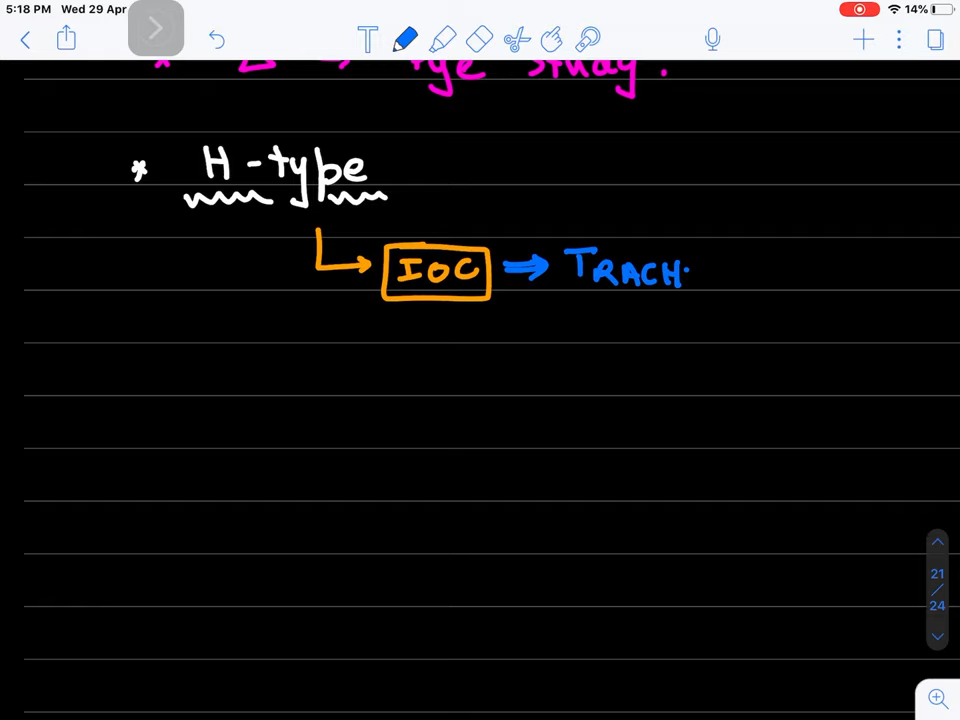 5:18 PM Wed 29 Apr
14%
* Δ → dye study.
* H-type
IOC ⇒ TRACH
21
/
24